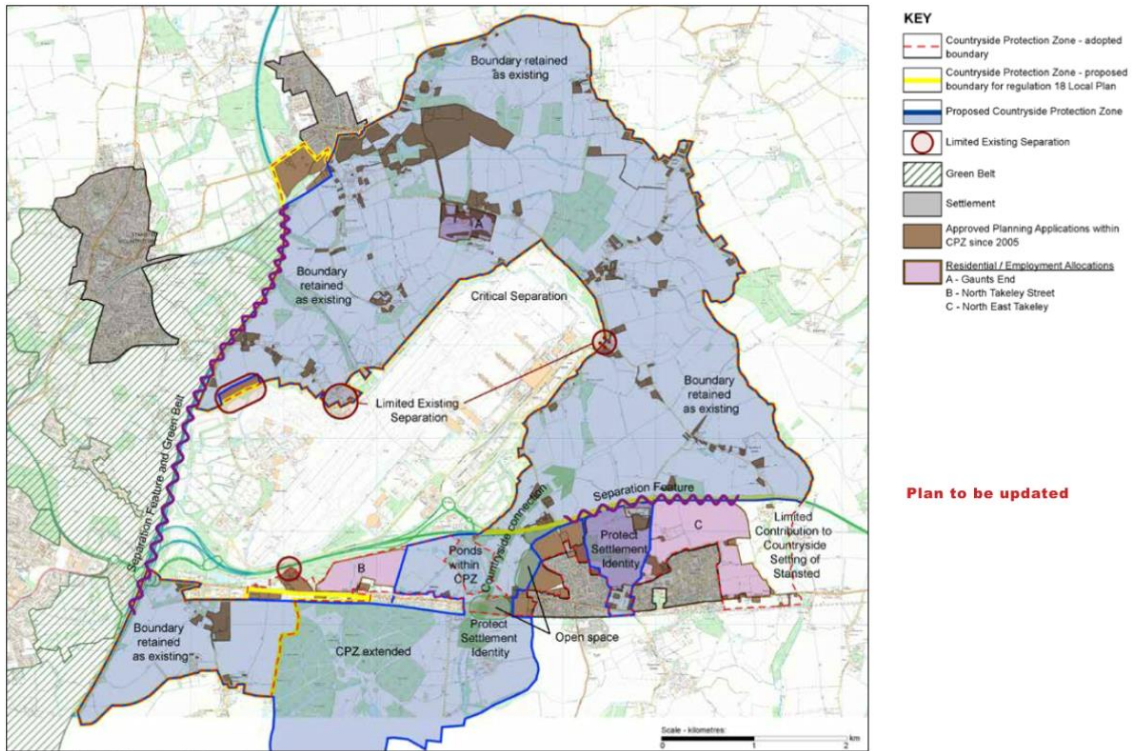 Boundary retained
as existing
A
Boundary
retained
as existing
Critical Separation
Limited Existing
Separation
Boundary
retained
as existing
Separation Feature and Green Belt
Separation Feature
Countryside connection
C
Limited
Contribution to
Countryside
Setting of
Stansted
Protect
Settlement
Identity
B
Ponds
within
CPZ
Boundary
retained
as existing
CPZ extended
Protect
Settlement
Identity
Open space
Scale - kilometres:
0
1
2
km
KEY
Countryside Protection Zone - adopted
boundary
Countryside Protection Zone - proposed
boundary for regulation 18 Local Plan
Proposed Countryside Protection Zone
Limited Existing Separation
Green Belt
Settlement
Approved Planning Applications within
CPZ since 2005
Residential / Employment Allocations
A - Gaunts End
B - North Takeley Street
C - North East Takeley
Plan to be updated